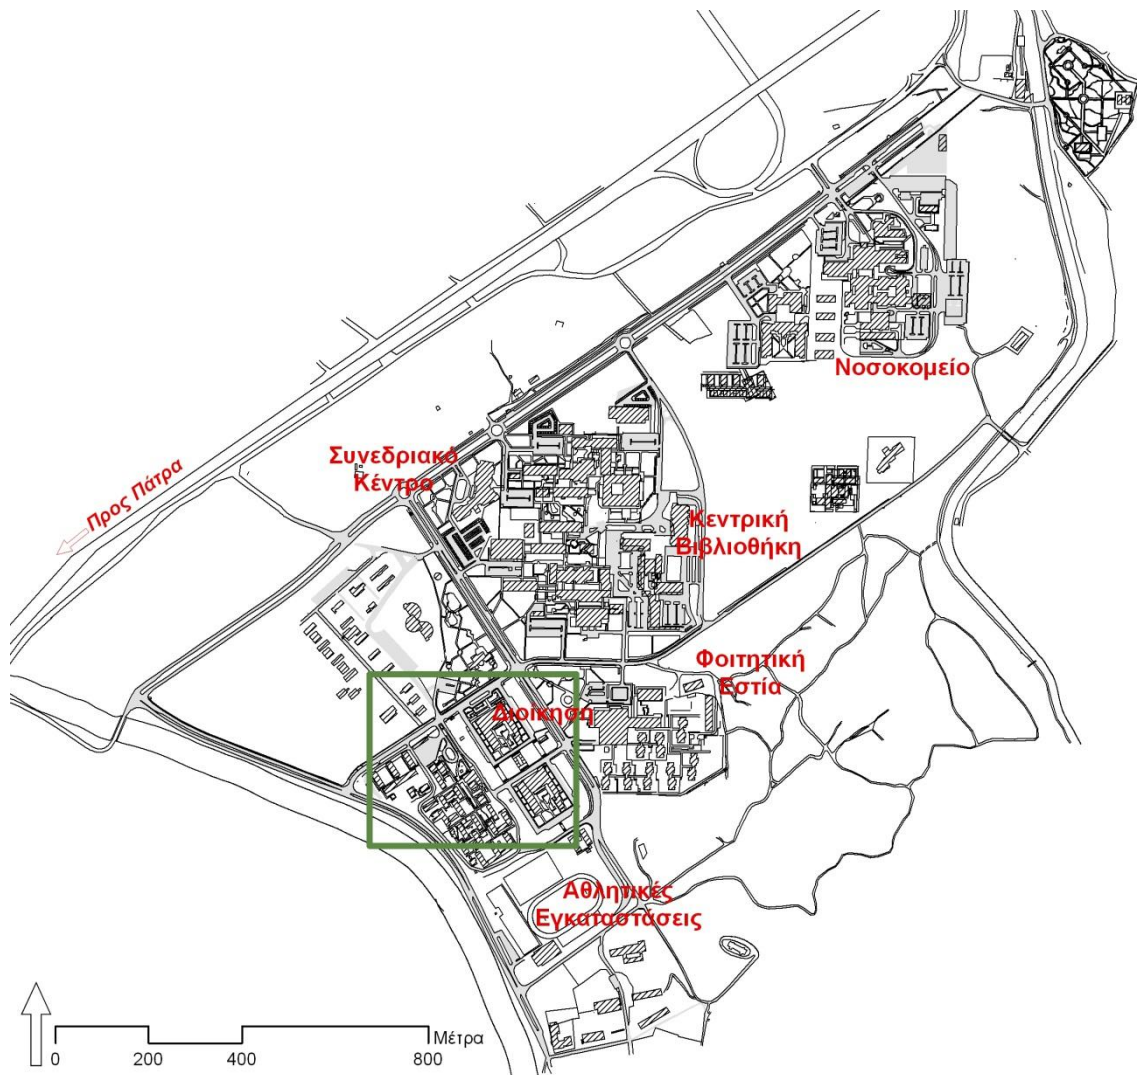 Νοσοκομείο
Συνεδριακό
Κέντρο
Προς Πάτρα
Κεντρική
Βιβλιοθήκη
Φοιτητική
Εστία
Διοίκηση
Αθλητικές
Εγκαταστάσεις
Μέτρα
0 200 400 800